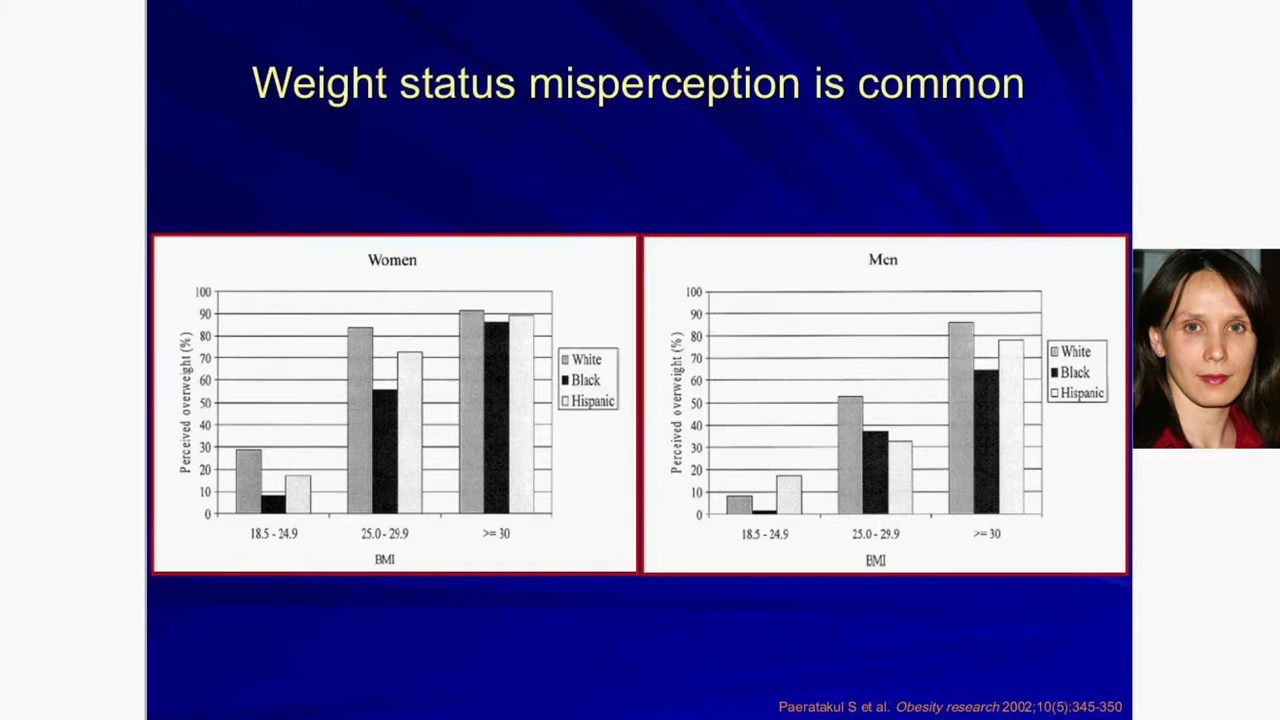 Weight status misperception is common
Women
Perceived overweight (%)
100
90
80
70
60
50
40
30
20
10
0
18.5 - 24.9 25.0 - 29.9 >= 30
BMI
White
Black
Hispanic
Men
Perceived overweight (%)
100
90
80
70
60
50
40
30
20
10
0
18.5 - 24.9 25.0 - 29.9 >= 30
BMI
White
Black
Hispanic
Paeratakul S et al. Obesity research 2002;10(5):345-350